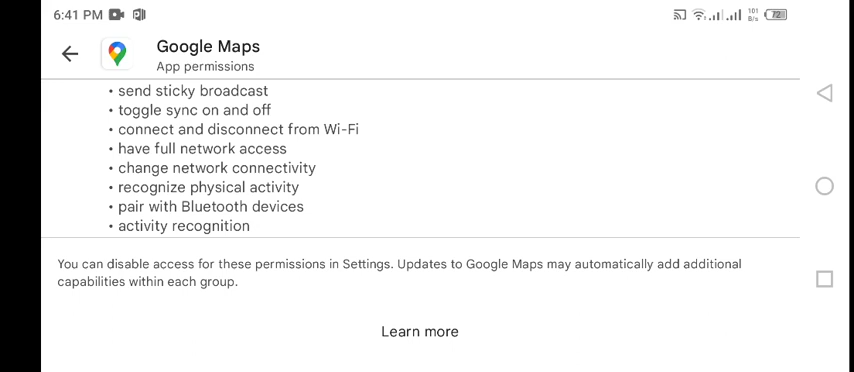 6:41 PM
101
B/s
72
Google Maps
App permissions
• send sticky broadcast
• toggle sync on and off
• connect and disconnect from Wi-Fi
• have full network access
• change network connectivity
• recognize physical activity
• pair with Bluetooth devices
• activity recognition
You can disable access for these permissions in Settings. Updates to Google Maps may automatically add additional
capabilities within each group.
Learn more